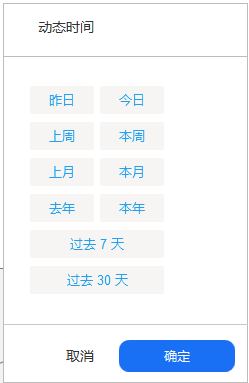 动态时间
昨日 今日
上周 本周
上月 本月
去年 本年
过去 7 天
过去 30 天
取消 确定